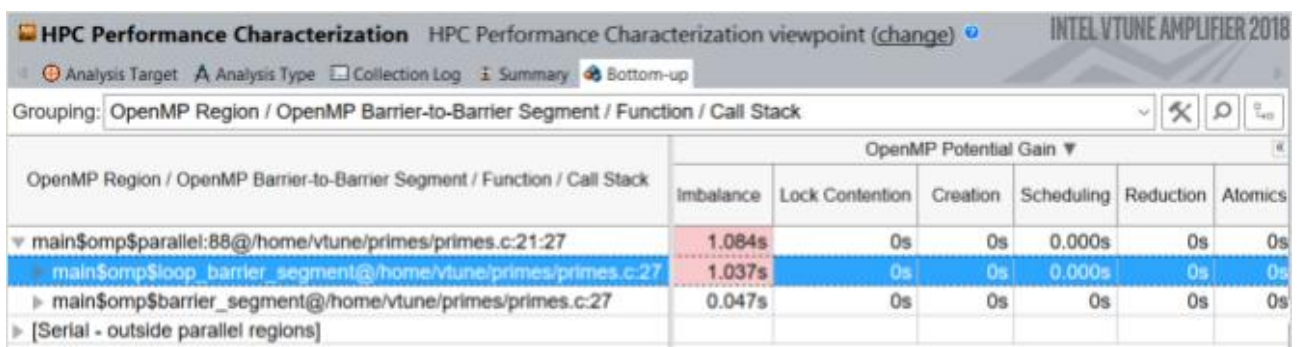 HPC Performance Characterization HPC Performance Characterization viewpoint (change) ? INTEL VTUNE AMPLIFIER 2018
Analysis Target Analysis Type Collection Log Summary Bottom-up
Grouping: OpenMP Region / OpenMP Barrier-to-Barrier Segment / Function / Call Stack
OpenMP Region / OpenMP Barrier-to-Barrier Segment / Function / Call Stack
OpenMP Potential Gain ▼
Imbalance Lock Contention Creation Scheduling Reduction Atomics
main$omp$parallel:88@/home/vtune/primes/primes.c:21:27 1.084s 0s 0s 0.000s 0s 0s
main$omp$loop_barrier_segment@/home/vtune/primes/primes.c:27 1.037s 0s 0s 0.000s 0s 0s
main$omp$barrier_segment@/home/vtune/primes/primes.c:27 0.047s 0s 0s 0s 0s 0s
[Serial - outside parallel regions]